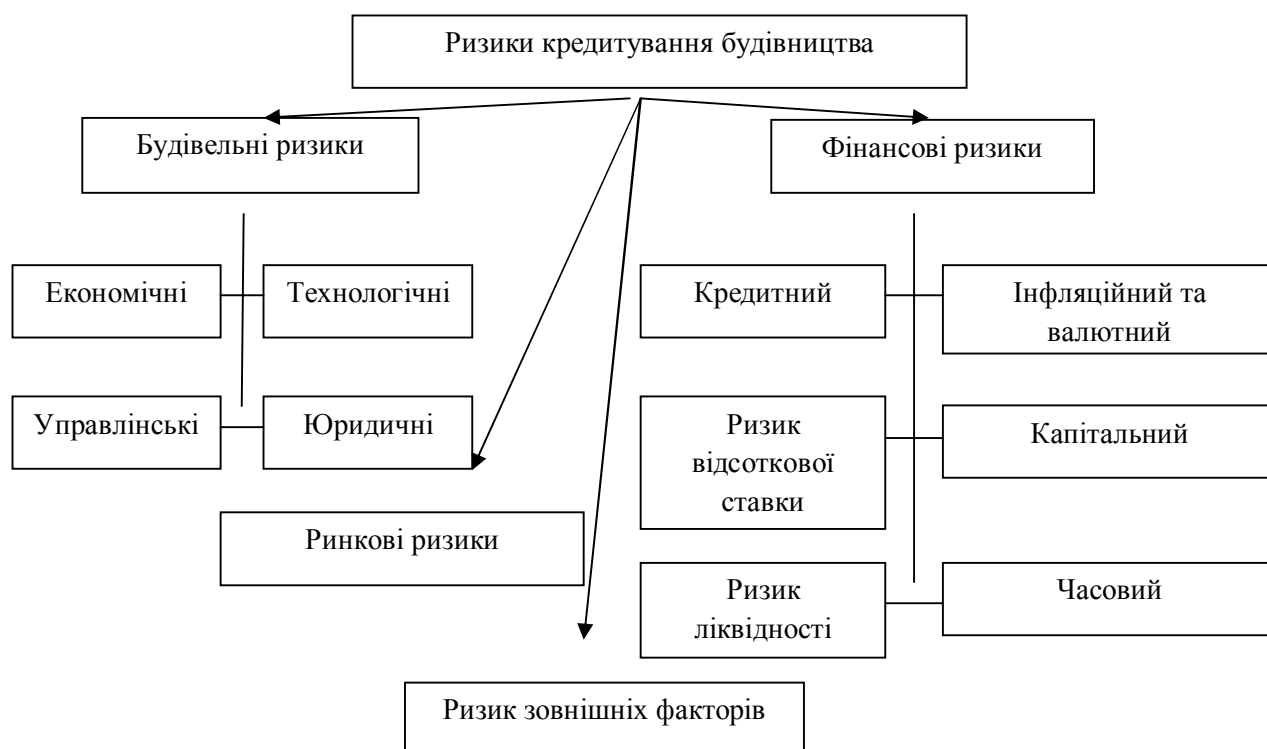 Ризики кредитування будівництва
Будівельні ризики
Фінансові ризики
Економічні
Технологічні
Кредитний
Інфляційний та
валютний
Управлінські
Юридичні
Ризик
відсоткової
ставки
Капітальний
Ринкові ризики
Ризик
ліквідності
Часовий
Ризик зовнішніх факторів